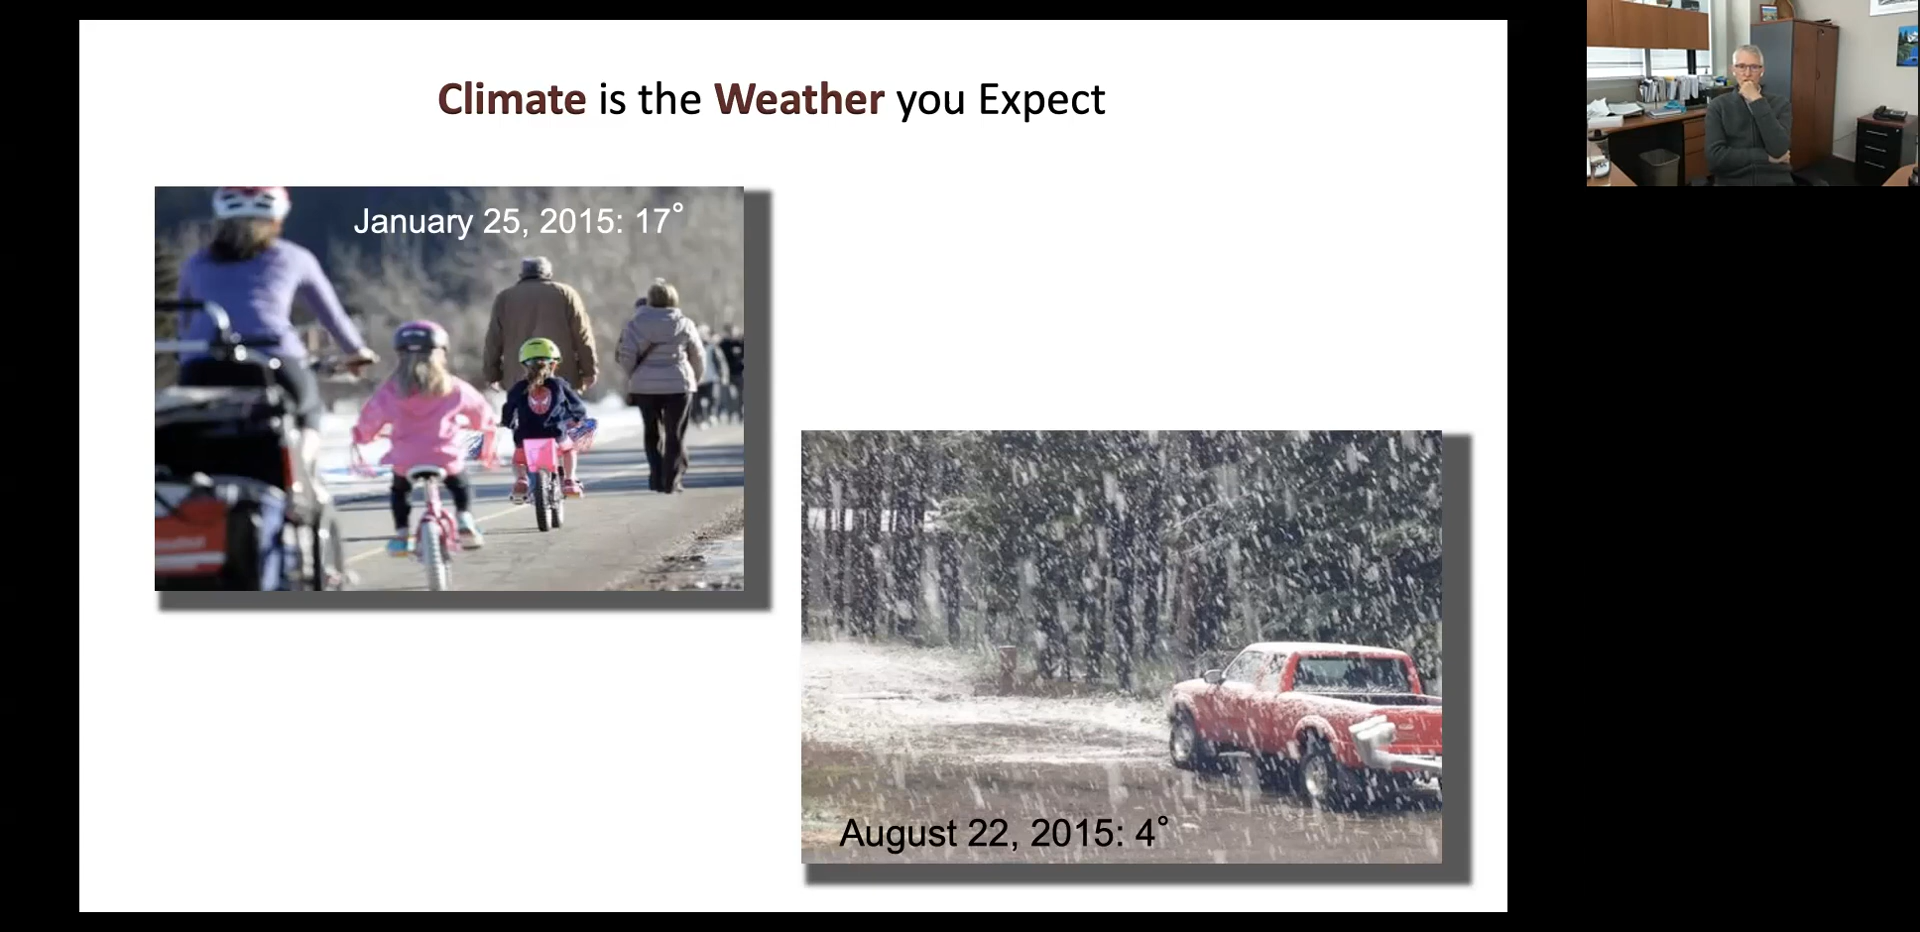 Climate is the Weather you Expect
January 25, 2015: 17°
August 22, 2015: 4°